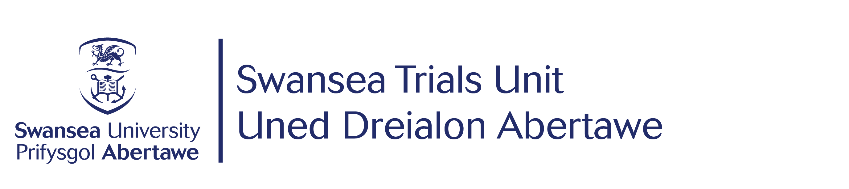 Swansea University
Prifysgol Abertawe
Swansea Trials Unit
Uned Dreialon Abertawe